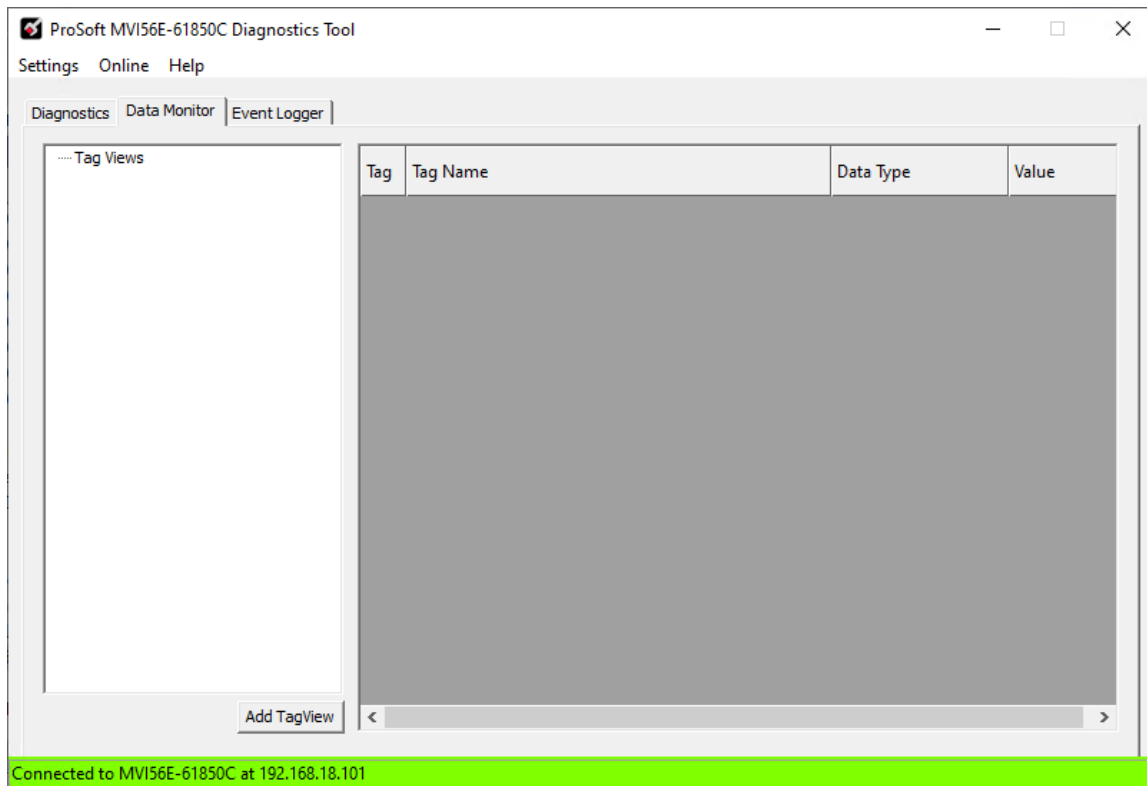 ProSoft MVI56E-61850C Diagnostics Tool
Settings Online Help
Diagnostics Data Monitor Event Logger
Tag Views
Tag Tag Name Data Type Value
Add TagView
Connected to MVI56E-61850C at 192.168.18.101